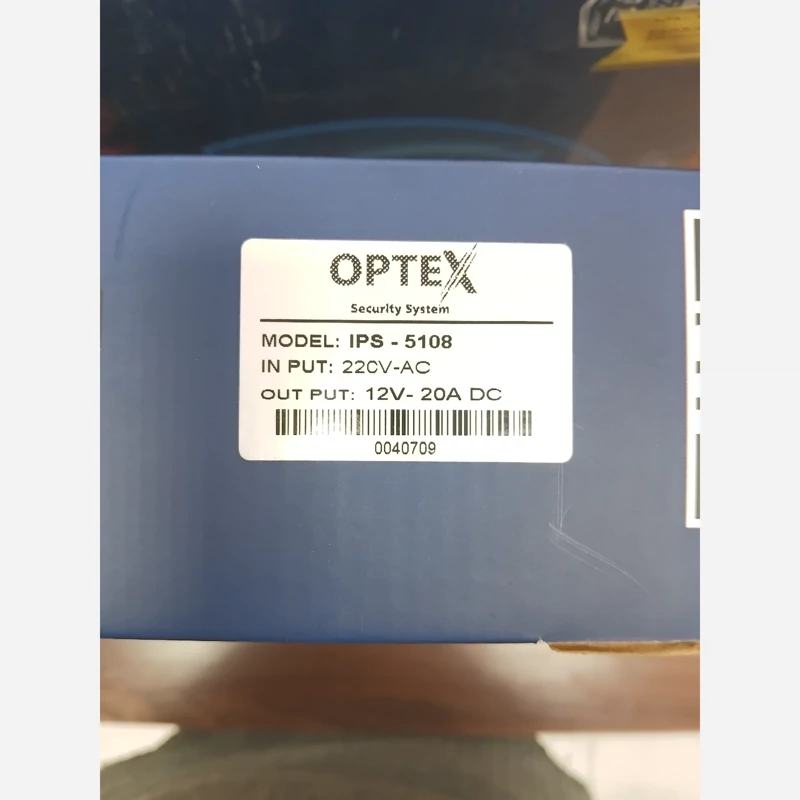 OPTEX
Security System
MODEL: IPS - 5108
IN PUT: 220V-AC
OUT PUT: 12V- 20A DC
0040709